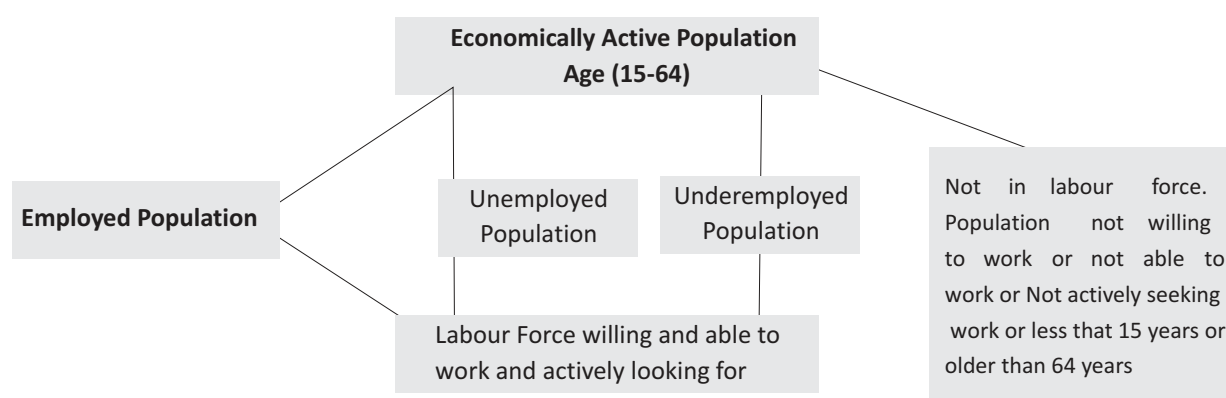 Economically Active Population
Age (15-64)
Employed Population
Unemployed
Population
Underemployed
Population
Not in labour force.
Population not willing
to work or not able to
work or Not actively seeking
work or less that 15 years or
older than 64 years
Labour Force willing and able to
work and actively looking for